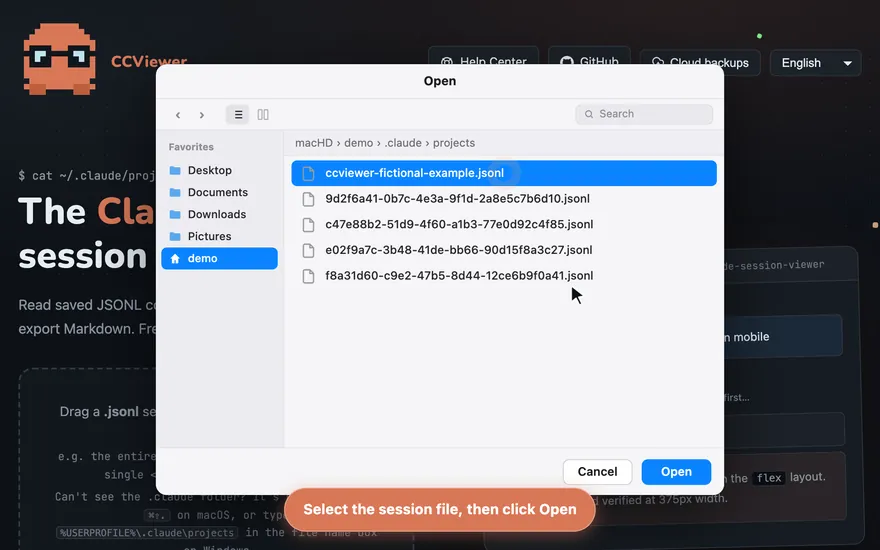 CCViewer
Help Center
GitHub
Cloud backups
English
Open
Search
Favorites
Desktop
Documents
Downloads
Pictures
demo
macHD › demo › .claude › projects
ccviewer-fictional-example.jsonl
9d2f6a41-0b7c-4e3a-9f1d-2a8e5c7b6d10.jsonl
c47e88b2-51d9-4f60-a1b3-77e0d92c4f85.jsonl
e02f9a7c-3b48-41de-bb66-90d15f8a3c27.jsonl
f8a31d60-c9e2-47b5-8d44-12ce6b9f0a41.jsonl
Cancel
Open
$ cat ~/.claude/proj
The Cla
session
Read saved JSONL co
export Markdown. Fre
Drag a .jsonl se
e.g. the entire
single <
Can't see the .claude folder? It's
⌘⇧. on macOS, or typ
%USERPROFILE%\.claude\projects in the file name box
on Windows
de-session-viewer
n mobile
first...
n the flex layout.
d verified at 375px width.
Select the session file, then click Open